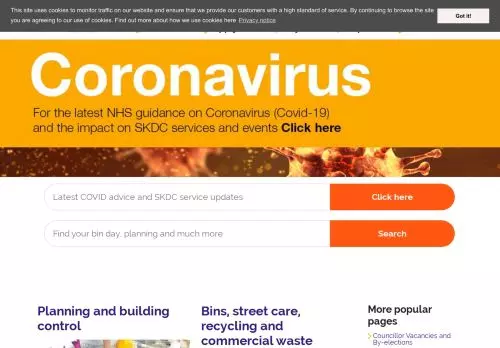 This site uses cookies to monitor traffic on our website and ensure that we provide our customers with a high standard of service. By continuing to browse the site
you are agreeing to our use of cookies. Find out more about how we use cookies here Privacy notice
Got it!
Coronavirus
For the latest NHS guidance on Coronavirus (Covid-19)
and the impact on SKDC services and events Click here
Latest COVID advice and SKDC service updates
Click here
Find your bin day, planning and much more
Search
Planning and building
control
Bins, street care,
recycling and
commercial waste
More popular
pages
Councillor Vacancies and
By-elections